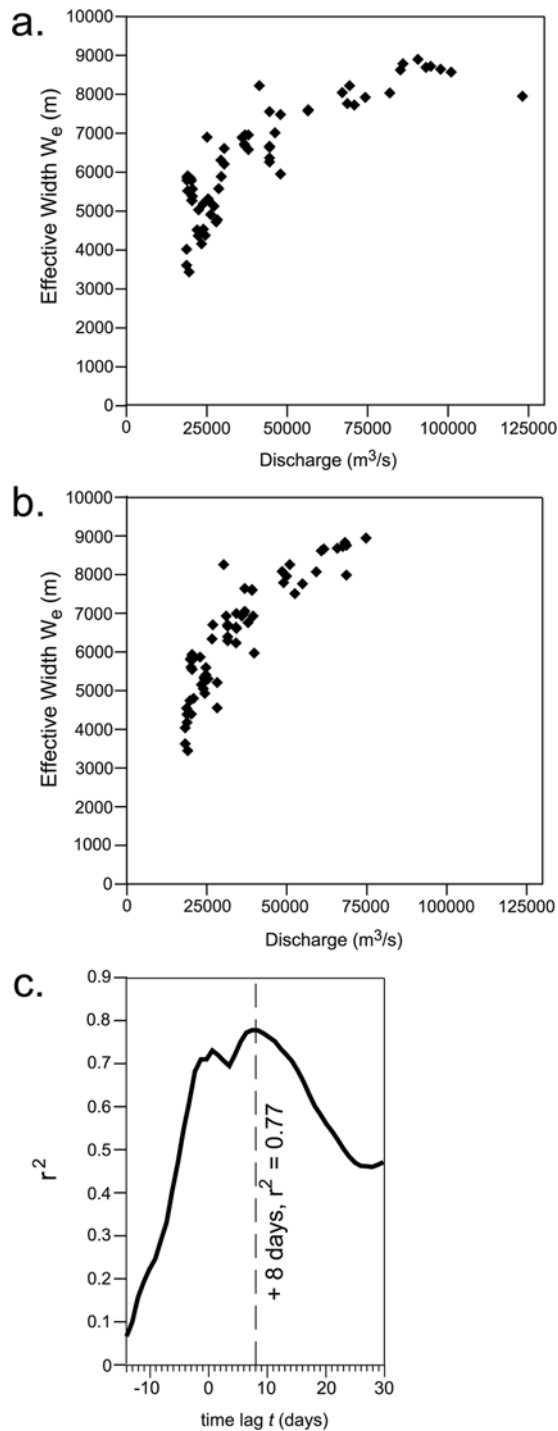 a.
10000
9000
8000
7000
6000
5000
4000
3000
2000
1000
0
Effective Width We (m)
0 25000 50000 75000 100000 125000
Discharge (m³/s)
b.
10000
9000
8000
7000
6000
5000
4000
3000
2000
1000
0
Effective Width We (m)
0 25000 50000 75000 100000 125000
Discharge (m³/s)
c.
0.9
0.8
0.7
0.6
0.5
0.4
0.3
0.2
0.1
0
r²
+ 8 days, r² = 0.77
-10 0 10 20 30
time lag t (days)